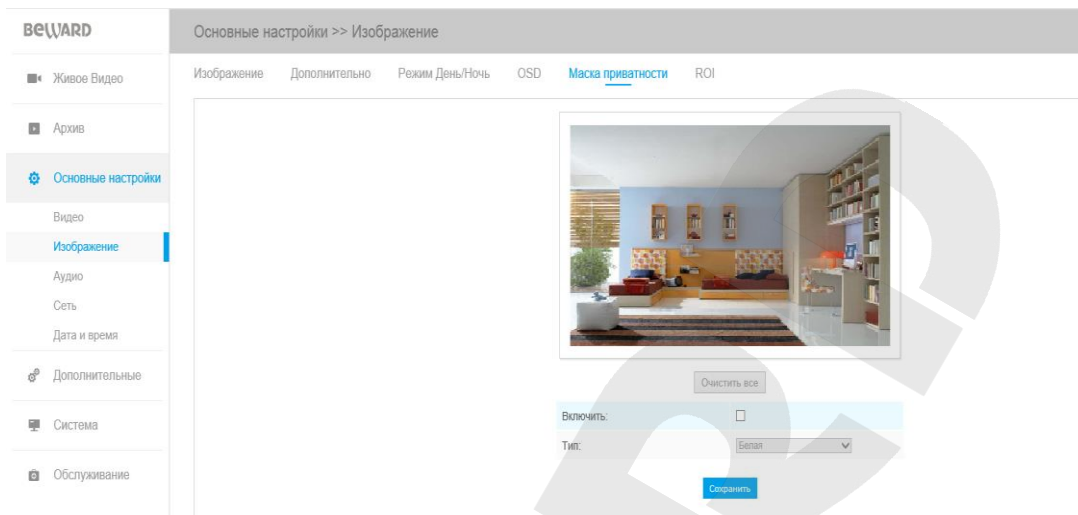 BEWARD
Основные настройки >> Изображение
Живое Видео
Архив
Основные настройки
Видео
Изображение
Аудио
Сеть
Дата и время
Дополнительные
Система
Обслуживание
Изображение Дополнительно Режим День/Ночь OSD Маска приватности ROI
Очистить все
Включить:
Тип: Белая
Сохранить